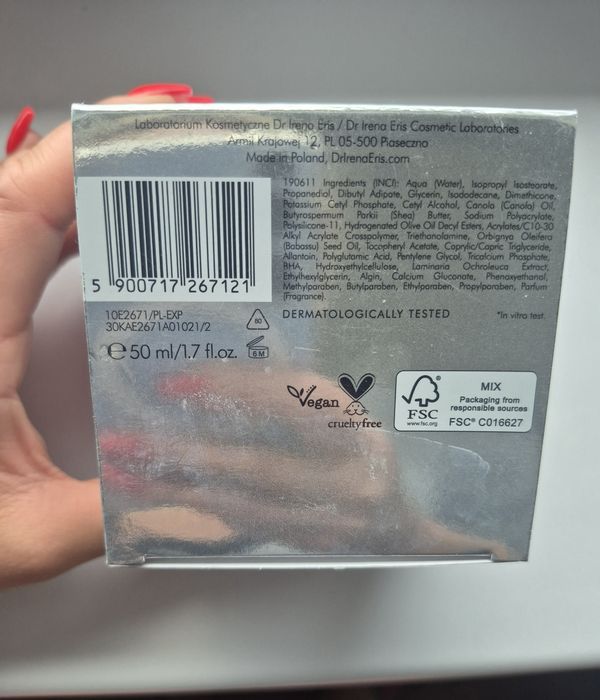 Laboratorium Kosmetyczne Dr Irena Eris / Dr Irena Eris Cosmetic Laboratories
Armii Krajowej 12, PL 05-500 Piaseczno
Made in Poland, DrIrenaEris.com
190611 Ingredients (INCI): Aqua (Water), Isopropyl Isostearate,
Propanediol, Dibutyl Adipate, Glycerin, Isododecane, Dimethicone,
Potassium Cetyl Phosphate, Cetyl Alcohol, Canola (Canola) Oil,
Butyrospermum Parkii (Shea) Butter, Sodium Polyacrylate,
Polysilicone-11, Hydrogenated Olive Oil Decyl Esters, Acrylates/C10-30
Alkyl Acrylate Crosspolymer, Triethanolamine, Orbignya Oleifera
(Babassu) Seed Oil, Tocopheryl Acetate, Caprylic/Capric Triglyceride,
Allantoin, Polyglutamic Acid, Pentylene Glycol, Tricalcium Phosphate,
BHA, Hydroxyethylcellulose, Laminaria Ochroleuca Extract,
Ethylhexylglycerin, Algin, Calcium Gluconate, Phenoxyethanol,
Methylparaben, Butylparaben, Ethylparaben, Propylparaben, Parfum
(Fragrance).
5 900717 267121
10E2671/PL-EXP
30KAE2671A01021/2
80
DERMATOLOGICALLY TESTED
*In vitro test.
e 50 ml/1.7 fl.oz.
6 M
Vegan
crueltyfree
FSC
www.fsc.org
MIX
Packaging from
responsible sources
FSC® C016627